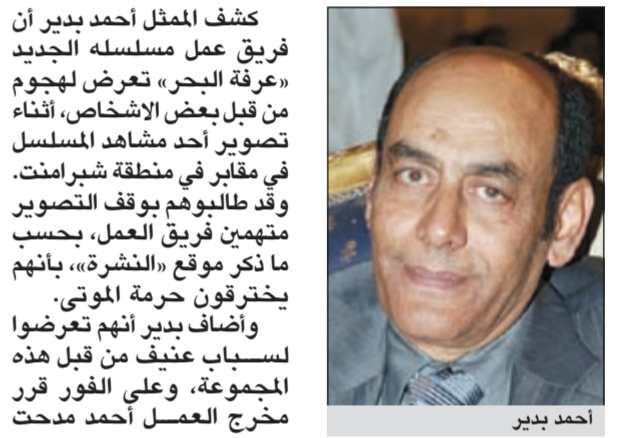 كشف الممثل أحمد بدير أن
فريق عمل مسلسله الجديد
«عرفة البحر» تعرض لهجوم
من قبل بعض الاشخاص، أثناء
تصوير أحد مشاهد المسلسل
في مقابر في منطقة شبرامنت.
وقد طالبوهم بوقف التصوير
متهمين فريق العمل، بحسب
ما ذكر موقع «النشرة»، بأنهم
يخترقون حرمة الموتى.
وأضاف بدير أنهم تعرضوا
لســباب عنيف من قبل هذه
المجموعة، وعلى الفور قرر
مخرج العمــل أحمد مدحت
أحمد بدير